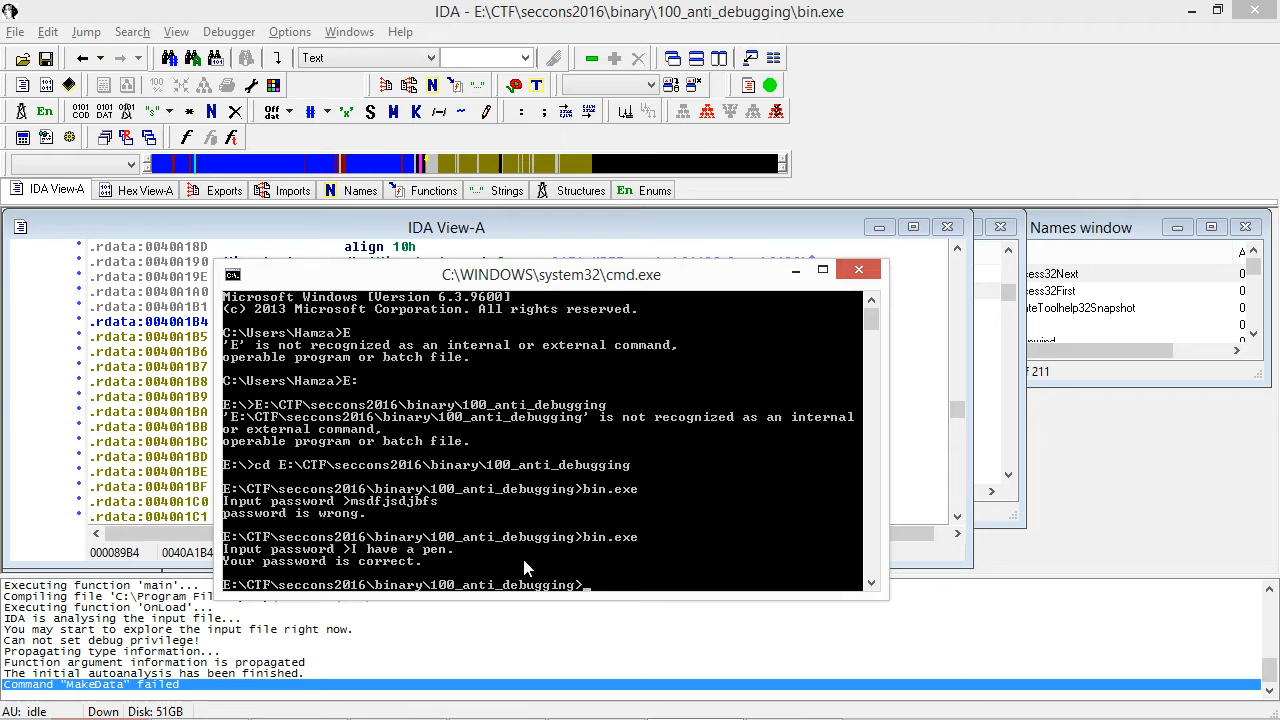 IDA - E:\CTF\seccons2016\binary\100_anti_debugging\bin.exe
File Edit Jump Search View Debugger Options Windows Help
Text
Off dat
IDA View-A Hex View-A Exports Imports Names Functions Strings Structures En Enums
IDA View-A
Names window
.rdata:0040A18D align 10h
.rdata:0040A190
.rdata:0040A19E
.rdata:0040A1A0
.rdata:0040A1B1
.rdata:0040A1B4
.rdata:0040A1B5
.rdata:0040A1B6
.rdata:0040A1B7
.rdata:0040A1B8
.rdata:0040A1B9
.rdata:0040A1BA
.rdata:0040A1BB
.rdata:0040A1BC
.rdata:0040A1BD
.rdata:0040A1BE
.rdata:0040A1BF
.rdata:0040A1C0
.rdata:0040A1C1
000089B4 0040A1B4
ess32Next 0
ess32First 0
ateToolhelp32Snapshot 0
nwind
of 211
C:\WINDOWS\system32\cmd.exe
Microsoft Windows [Version 6.3.9600]
(c) 2013 Microsoft Corporation. All rights reserved.
C:\Users\Hamza>E
'E' is not recognized as an internal or external command,
operable program or batch file.
C:\Users\Hamza>E:
E:\>E:\CTF\seccons2016\binary\100_anti_debugging
'E:\CTF\seccons2016\binary\100_anti_debugging' is not recognized as an internal
or external command,
operable program or batch file.
E:\>cd E:\CTF\seccons2016\binary\100_anti_debugging
E:\CTF\seccons2016\binary\100_anti_debugging>bin.exe
Input password >msdfjsdjbfs
password is wrong.
E:\CTF\seccons2016\binary\100_anti_debugging>bin.exe
Input password >I have a pen.
Your password is correct.
E:\CTF\seccons2016\binary\100_anti_debugging>_
Executing function 'main'...
Compiling file 'C:\Program Fil
Executing function 'OnLoad'...
IDA is analysing the input file...
You may start to explore the input file right now.
Can not set debug privilege!
Propagating type information...
Function argument information is propagated
The initial autoanalysis has been finished.
Command "MakeData" failed
AU: idle Down Disk: 51GB